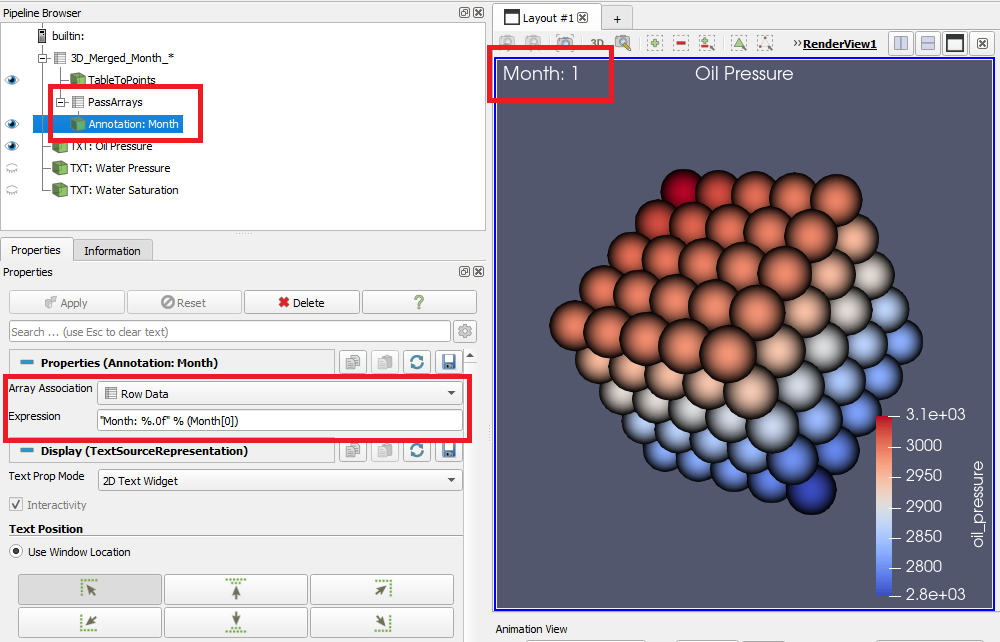 Pipeline Browser
builtin:
3D_Merged_Month_*
TableToPoints
PassArrays
Annotation: Month
TXT: Oil Pressure
TXT: Water Pressure
TXT: Water Saturation
Properties
Information
Properties
Apply
Reset
Delete
?
Search ... (use Esc to clear text)
Properties (Annotation: Month)
Array Association
Row Data
Expression
"Month: %.0f" % (Month[0])
Display (TextSourceRepresentation)
Text Prop Mode
2D Text Widget
Interactivity
Text Position
Use Window Location
Layout #1
+
3D
RenderView1
Month: 1
Oil Pressure
3.1e+03
3000
2950
2900
2850
2800
2.8e+03
oil_pressure
Animation View